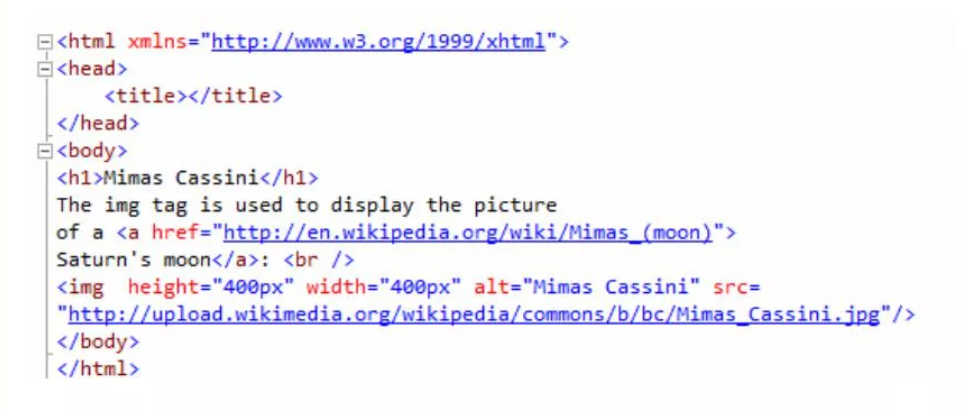 <html xmlns="http://www.w3.org/1999/xhtml">
<head>
    <title></title>
</head>
<body>
<h1>Mimas Cassini</h1>
The img tag is used to display the picture
of a <a href="http://en.wikipedia.org/wiki/Mimas_(moon)">
Saturn's moon</a>: <br />
<img  height="400px" width="400px" alt="Mimas Cassini" src=
"http://upload.wikimedia.org/wikipedia/commons/b/bc/Mimas_Cassini.jpg"/>
</body>
</html>